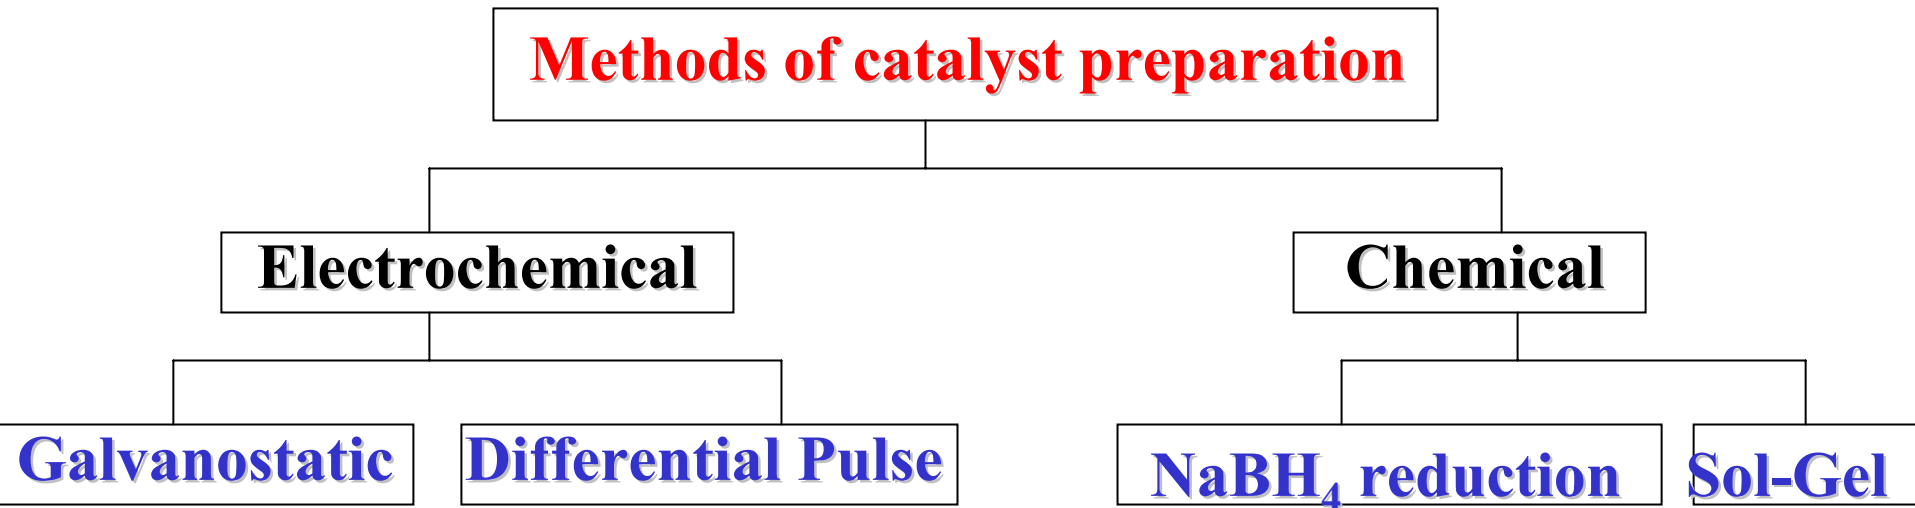 Methods of catalyst preparation
Electrochemical
Chemical
Galvanostatic
Differential Pulse
NaBH₄ reduction
Sol-Gel